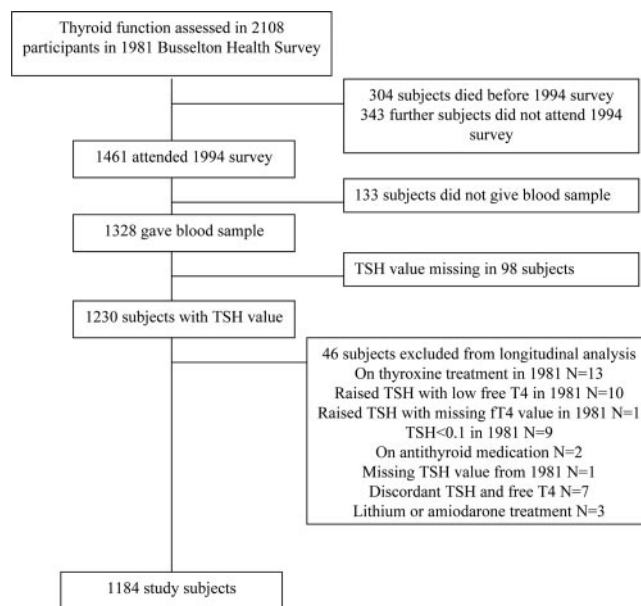 Thyroid function assessed in 2108
participants in 1981 Busselton Health Survey
304 subjects died before 1994 survey
343 further subjects did not attend 1994
survey
1461 attended 1994 survey
133 subjects did not give blood sample
1328 gave blood sample
TSH value missing in 98 subjects
1230 subjects with TSH value
46 subjects excluded from longitudinal analysis
On thyroxine treatment in 1981 N=13
Raised TSH with low free T4 in 1981 N=10
Raised TSH with missing fT4 value in 1981 N=1
TSH<0.1 in 1981 N=9
On antithyroid medication N=2
Missing TSH value from 1981 N=1
Discordant TSH and free T4 N=7
Lithium or amiodarone treatment N=3
1184 study subjects